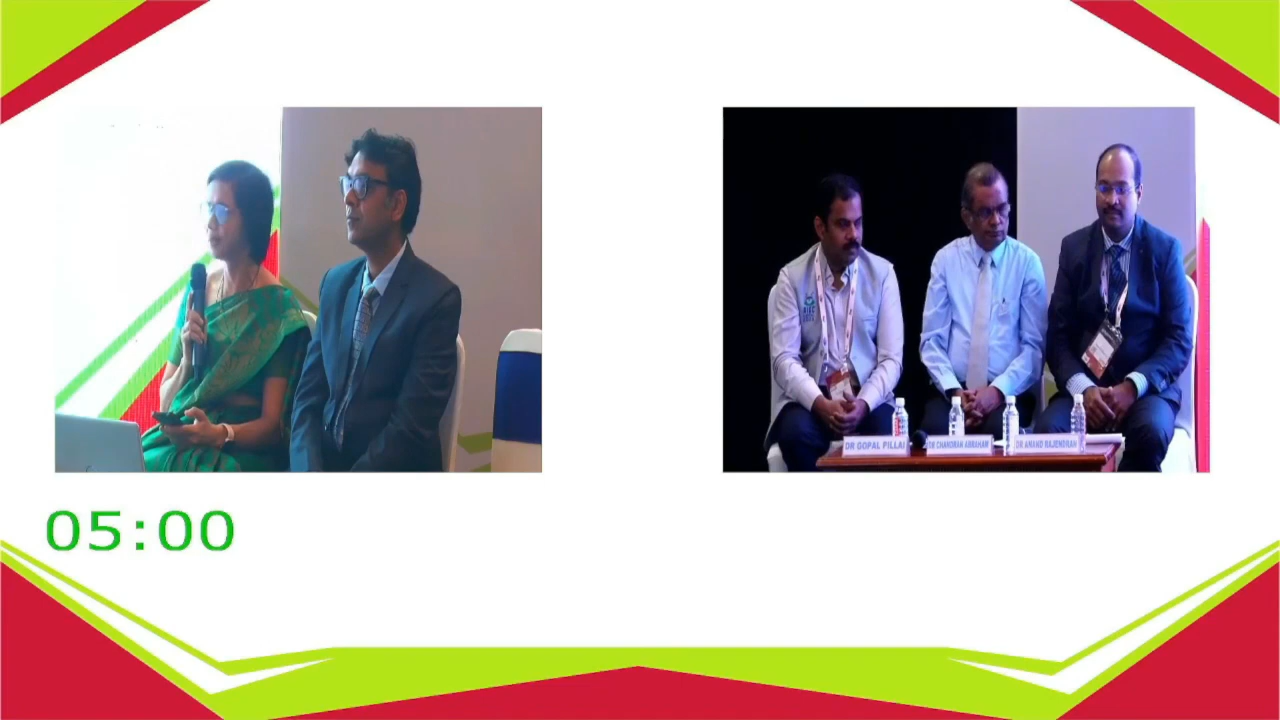 DR GOPAL PILLAI
DR CHANDRAN ABRAHAM
DR ANAND RAJENDRAN
05:00